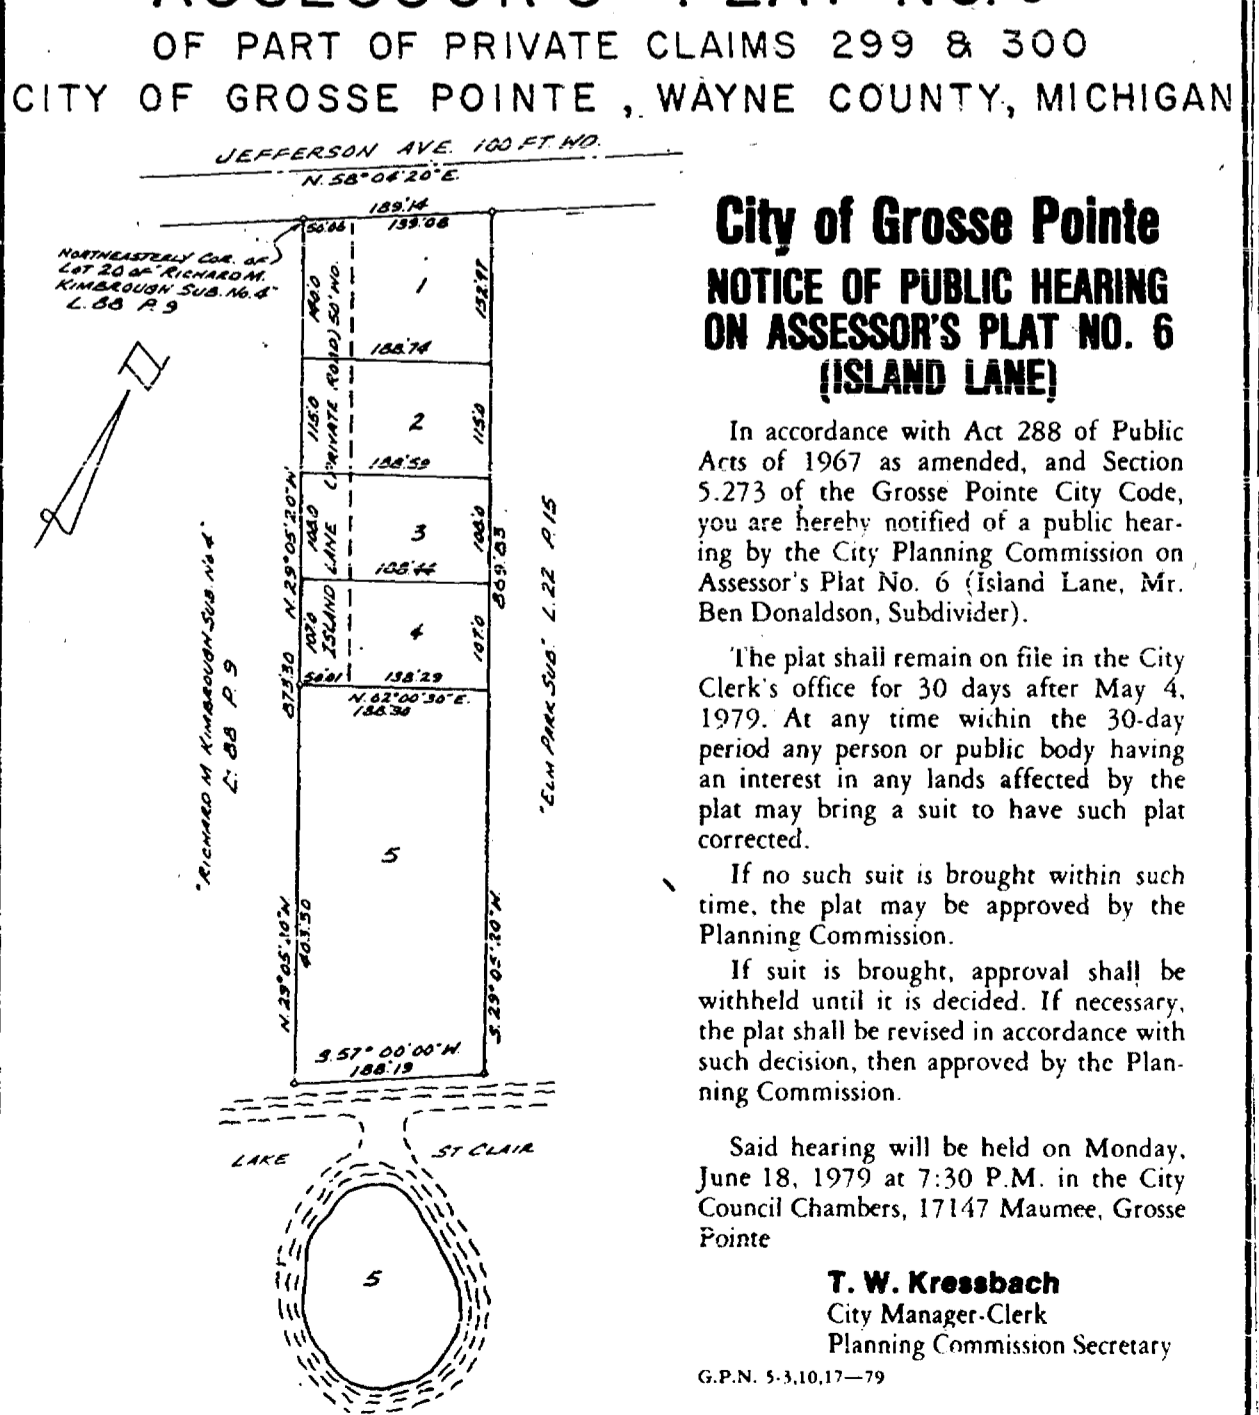 OF PART OF PRIVATE CLAIMS 299 & 300
CITY OF GROSSE POINTE, WAYNE COUNTY, MICHIGAN
JEFFERSON AVE. 100 FT. WD.
N. 58° 04' 20" E.
189.14
50.06 139.08
NORTHEASTERLY COR. OF
LOT 20 OF "RICHARD M.
KIMBROUGH SUB. No. 4"
L. 88 P. 9
1
152.97
188.74
115.0
2
115.0
188.59
108.0
3
108.0
188.44
107.0
4
107.0
ISLAND LANE (PRIVATE ROAD) 50' WD.
50.01 138.29
N. 62° 00' 30" E.
188.30
873.30 N. 29° 05' 20" W.
869.83
"RICHARD M KIMBROUGH SUB. No 4"
L. 88 P. 9
"ELM PARK SUB." L. 22 P. 15
5
N. 29° 05' 20" W
403.30
S. 29° 05' 20" W.
S. 57° 00' 00" W.
188.19
LAKE ST CLAIR
5
City of Grosse Pointe
NOTICE OF PUBLIC HEARING
ON ASSESSOR'S PLAT NO. 6
(ISLAND LANE)
In accordance with Act 288 of Public
Acts of 1967 as amended, and Section
5.273 of the Grosse Pointe City Code,
you are hereby notified of a public hear-
ing by the City Planning Commission on
Assessor's Plat No. 6 (Island Lane, Mr.
Ben Donaldson, Subdivider).
The plat shall remain on file in the City
Clerk's office for 30 days after May 4,
1979. At any time within the 30-day
period any person or public body having
an interest in any lands affected by the
plat may bring a suit to have such plat
corrected.
If no such suit is brought within such
time, the plat may be approved by the
Planning Commission.
If suit is brought, approval shall be
withheld until it is decided. If necessary,
the plat shall be revised in accordance with
such decision, then approved by the Plan-
ning Commission.
Said hearing will be held on Monday,
June 18, 1979 at 7:30 P.M. in the City
Council Chambers, 17147 Maumee, Grosse
Pointe
T. W. Kressbach
City Manager-Clerk
Planning Commission Secretary
G.P.N. 5-3,10,17—79